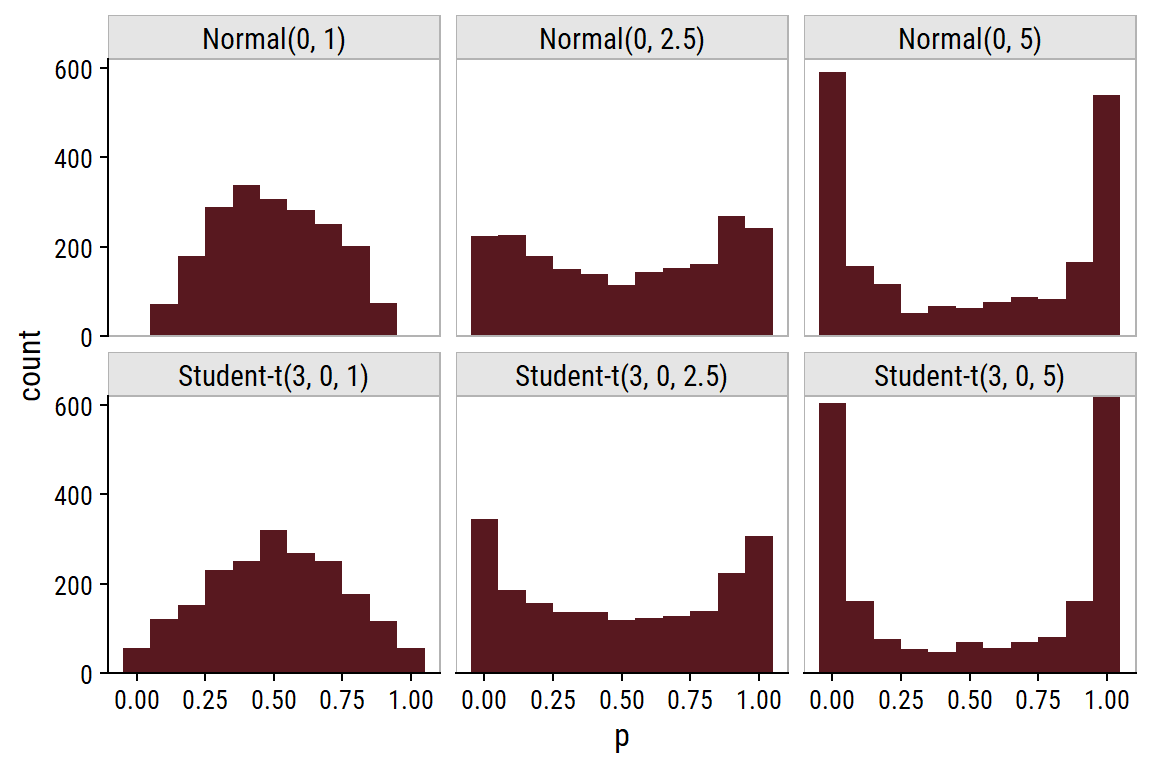 Normal(0, 1)
Normal(0, 2.5)
Normal(0, 5)
600
400
200
0
Student-t(3, 0, 1)
Student-t(3, 0, 2.5)
Student-t(3, 0, 5)
600
400
200
0
count
0.00 0.25 0.50 0.75 1.00
0.00 0.25 0.50 0.75 1.00
0.00 0.25 0.50 0.75 1.00
p